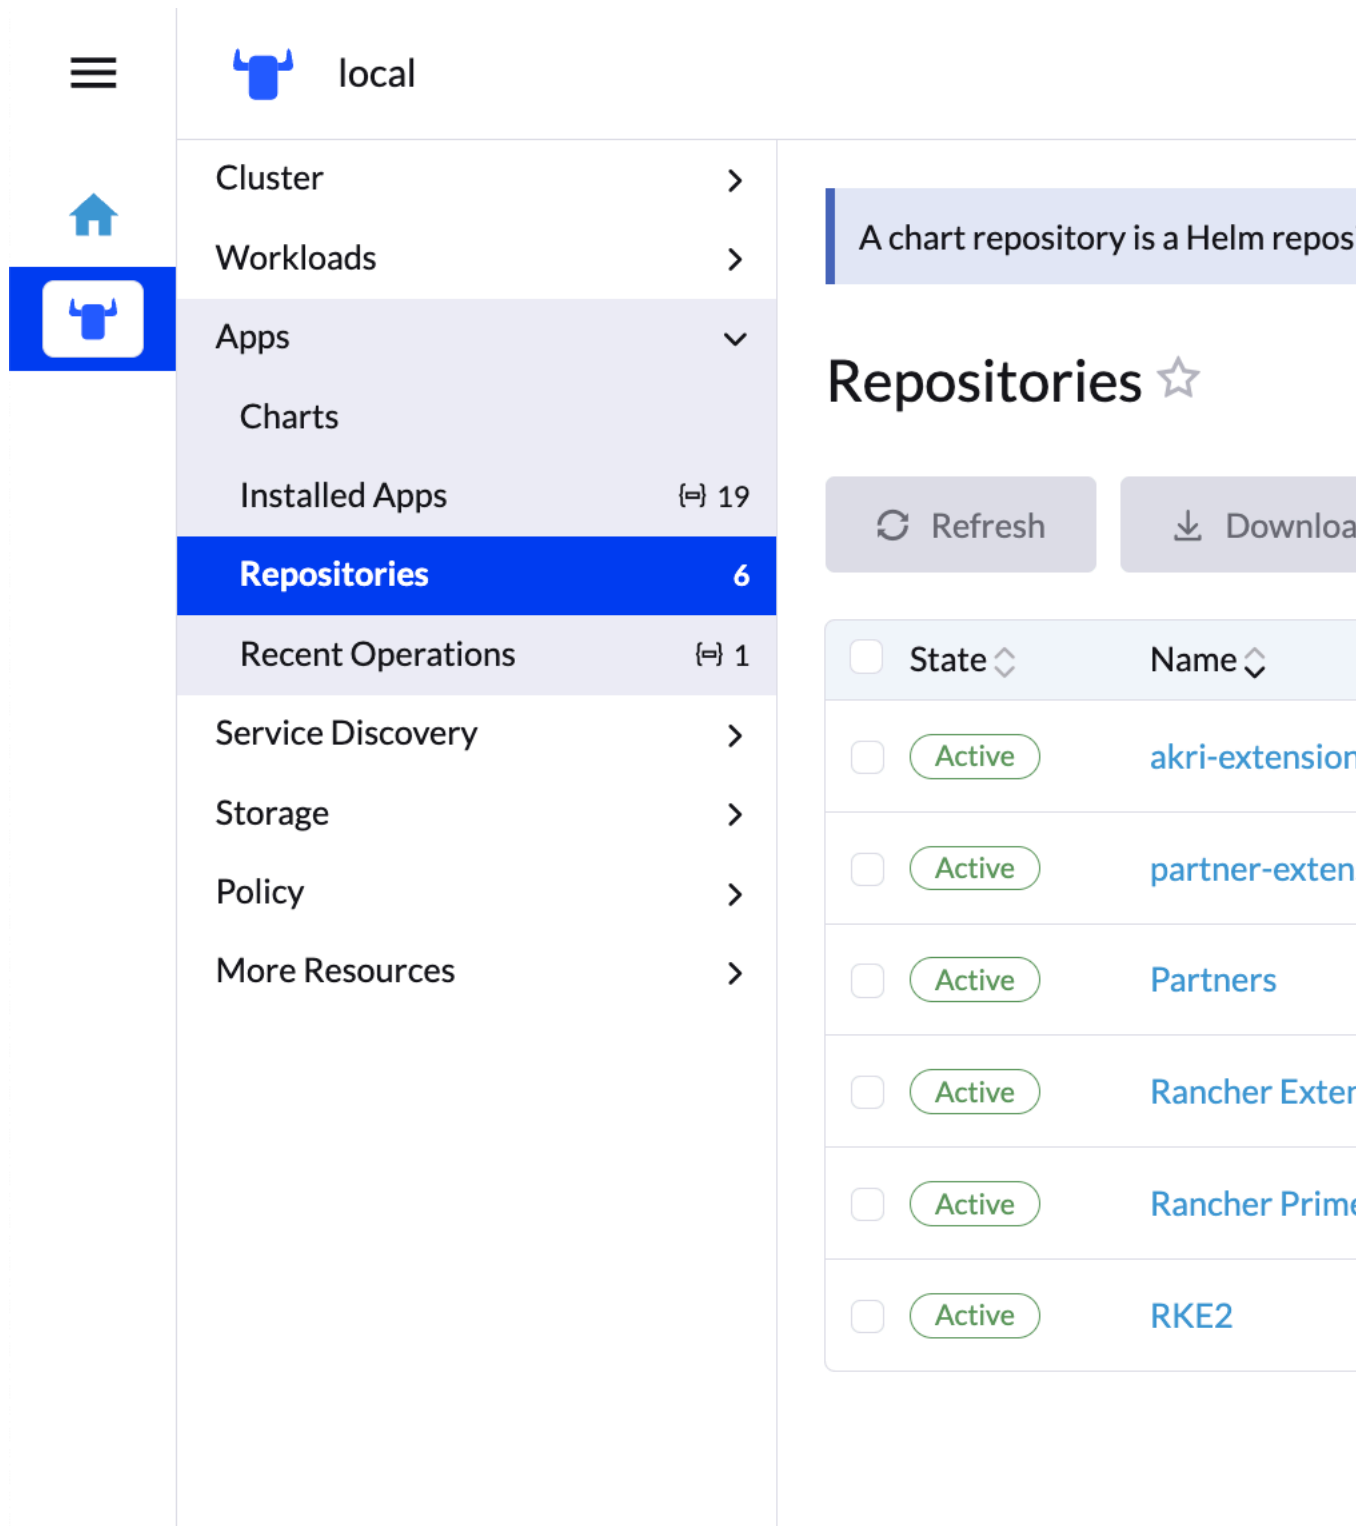 local
Cluster
Workloads
Apps
Charts
Installed Apps 19
Repositories 6
Recent Operations 1
Service Discovery
Storage
Policy
More Resources
A chart repository is a Helm repos
Repositories
Refresh Downloa
State Name
Active akri-extension
Active partner-exten
Active Partners
Active Rancher Exten
Active Rancher Prime
Active RKE2